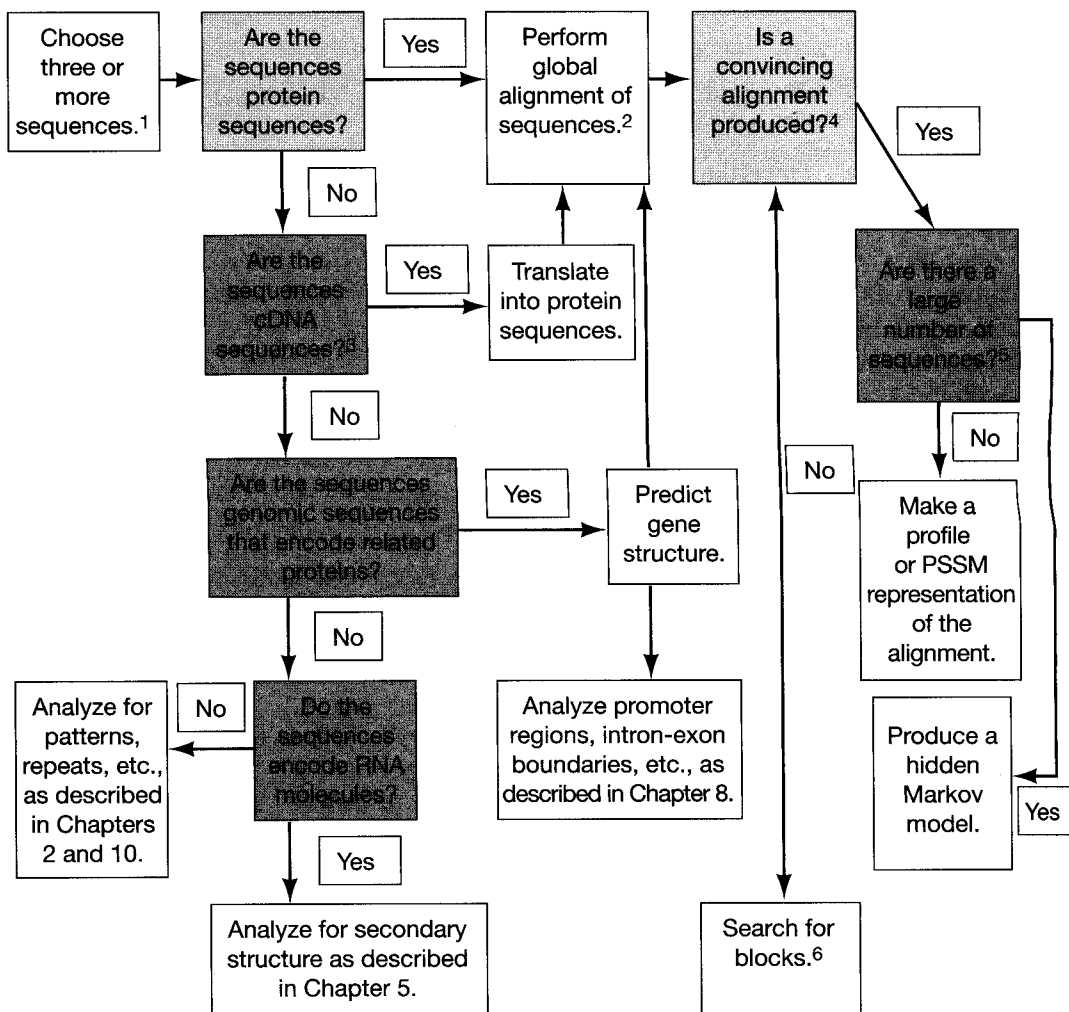 Choose
three or
more
sequences.1
Are the
sequences
protein
sequences?
Yes
Perform
global
alignment of
sequences.2
Is a
convincing
alignment
produced?4
Yes
No
Are the
sequences
cDNA
sequences?3
Yes
Translate
into protein
sequences.
Are there a
large
number of
sequences?5
No
No
Are the sequences
genomic sequences
that encode related
proteins?
Yes
Predict
gene
structure.
No
Make a
profile
or PSSM
representation
of the
alignment.
No
Analyze for
patterns,
repeats, etc.,
as described
in Chapters
2 and 10.
No
Do the
sequences
encode RNA
molecules?
Analyze promoter
regions, intron-exon
boundaries, etc., as
described in Chapter 8.
Produce a
hidden
Markov
model.
Yes
Yes
Analyze for secondary
structure as described
in Chapter 5.
Search for
blocks.6